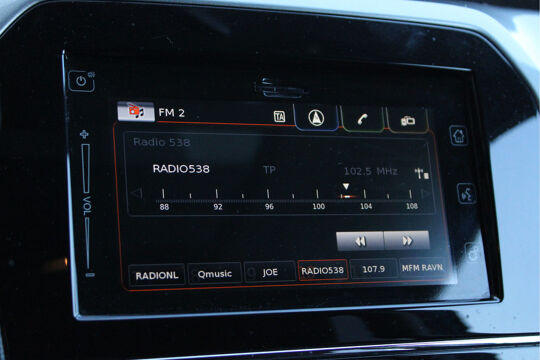 FM 2
TA
Radio 538
RADIO538 TP 102.5 MHz
88 92 96 100 104 108
VOL
RADIONL Qmusic JOE RADIO538 107.9 MFM RAVN